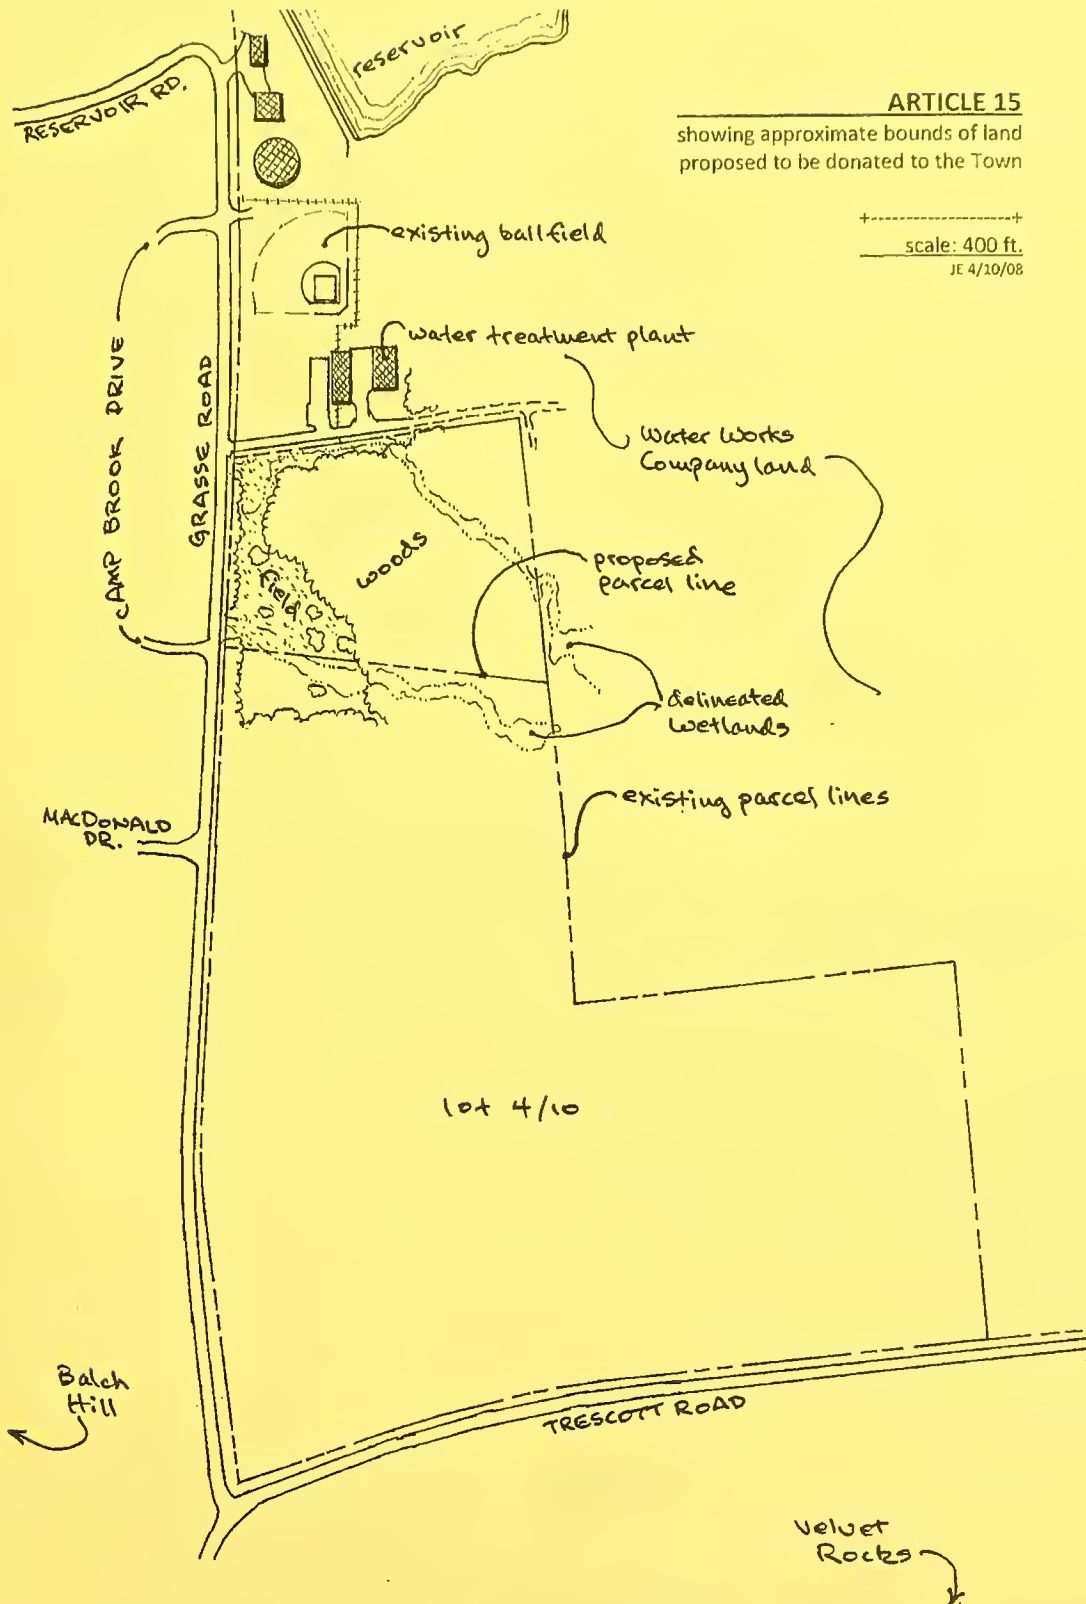 reservoir
RESERVOIR RD.
ARTICLE 15
showing approximate bounds of land
proposed to be donated to the Town
+---------------------+
scale: 400 ft.
JE 4/10/08
existing ballfield
water treatment plant
CAMP BROOK DRIVE
GRASSE ROAD
Water Works
Company land
woods
field
proposed
parcel line
delineated
wetlands
existing parcel lines
MACDONALD
DR.
lot 4/10
Balch
Hill
TRESCOTT ROAD
Velvet
Rocks